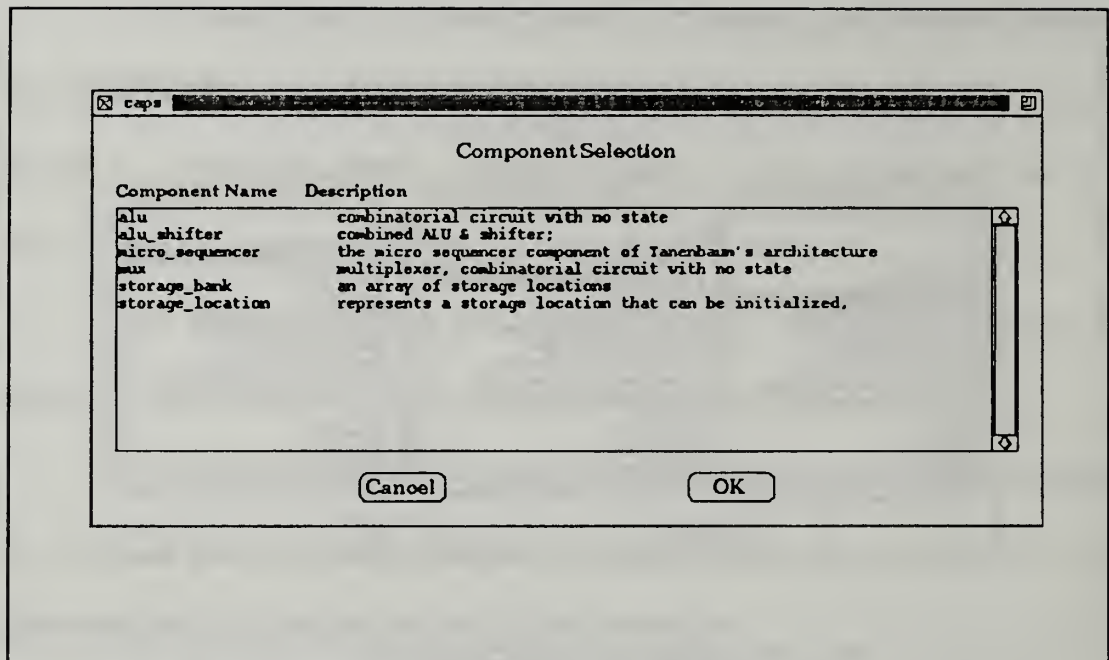 caps
Component Selection
Component Name Description
alu combinatorial circuit with no state
alu_shifter combined ALU & shifter;
micro_sequencer the micro sequencer component of Tanenbaum's architecture
mux multiplexer, combinatorial circuit with no state
storage_bank an array of storage locations
storage_location represents a storage location that can be initialized,
Cancel OK